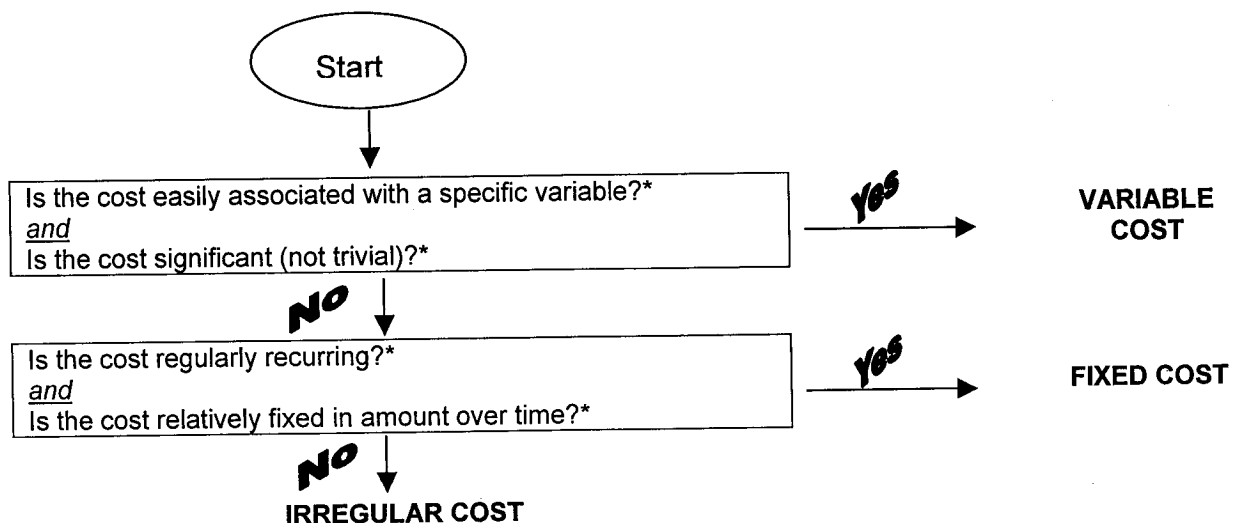 Start
Is the cost easily associated with a specific variable?*
and
Is the cost significant (not trivial)?*
Yes
VARIABLE
COST
No
Is the cost regularly recurring?*
and
Is the cost relatively fixed in amount over time?*
Yes
FIXED COST
No
IRREGULAR COST